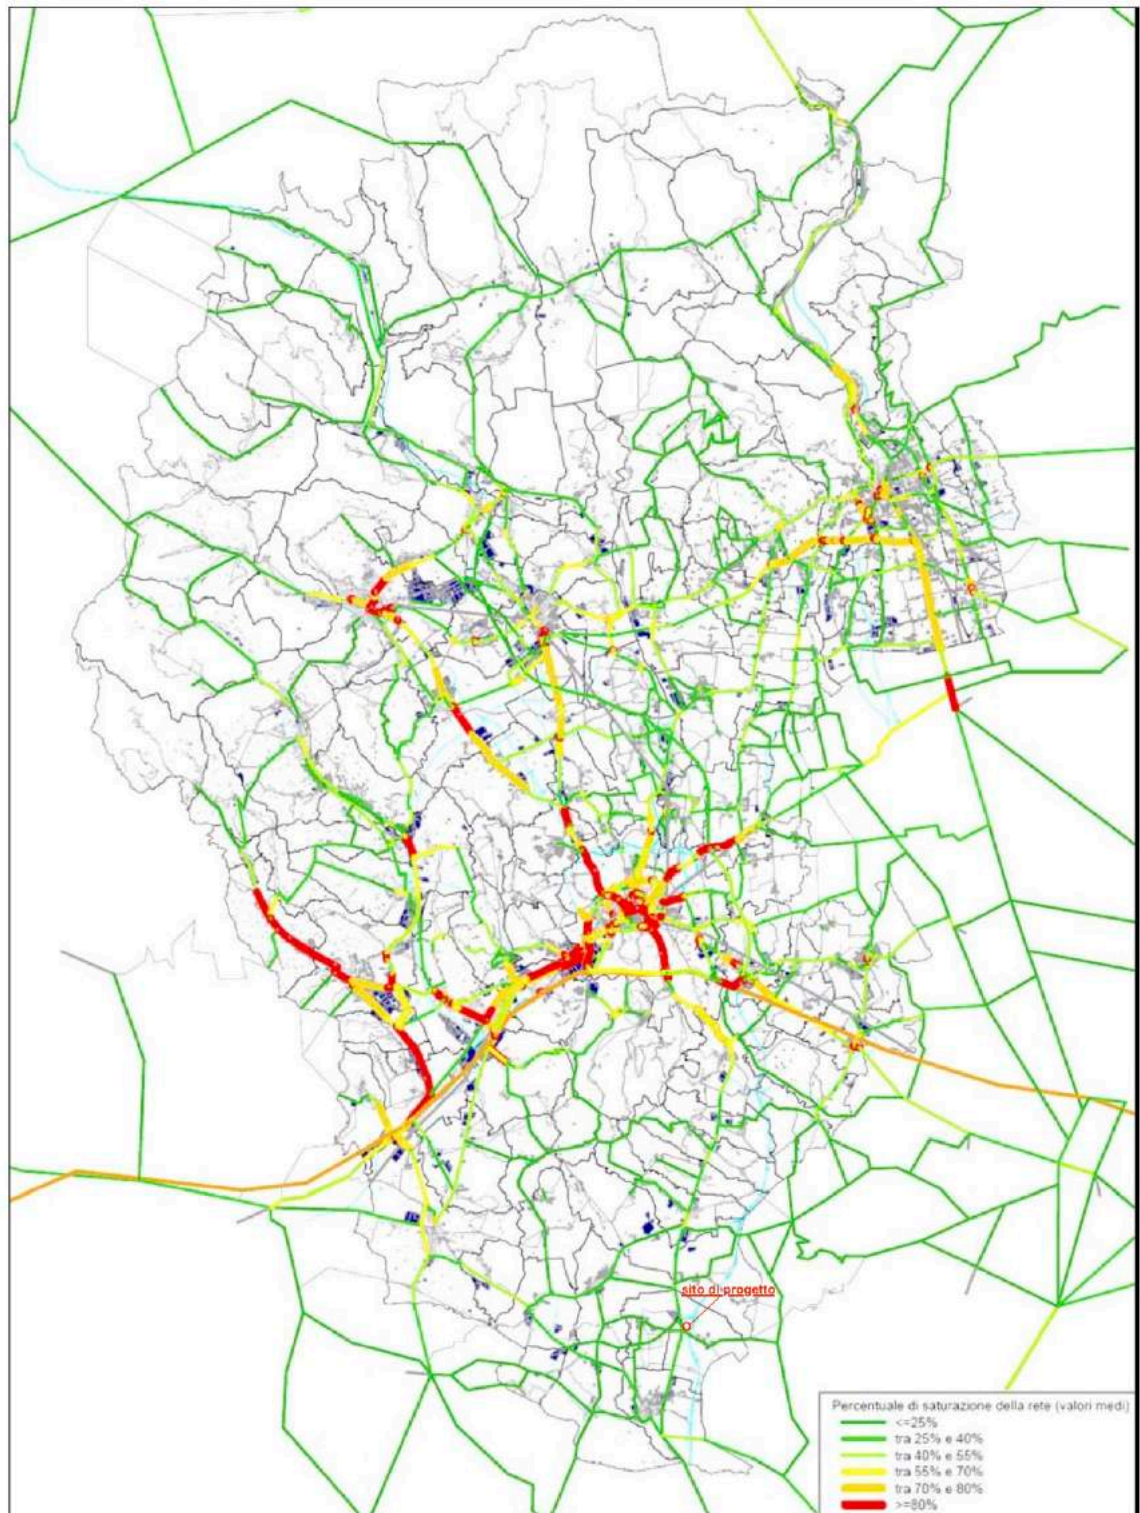 sito di progetto
Percentuale di saturazione della rete (valori medi)
<=25%
tra 25% e 40%
tra 40% e 55%
tra 55% e 70%
tra 70% e 80%
>=80%